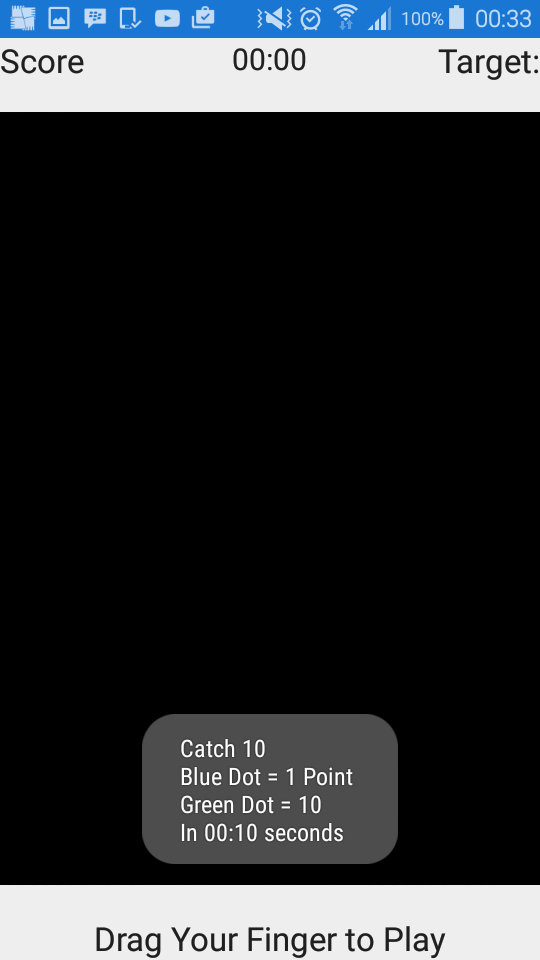 100% 00:33
Score 00:00 Target:
Catch 10
Blue Dot = 1 Point
Green Dot = 10
In 00:10 seconds
Drag Your Finger to Play